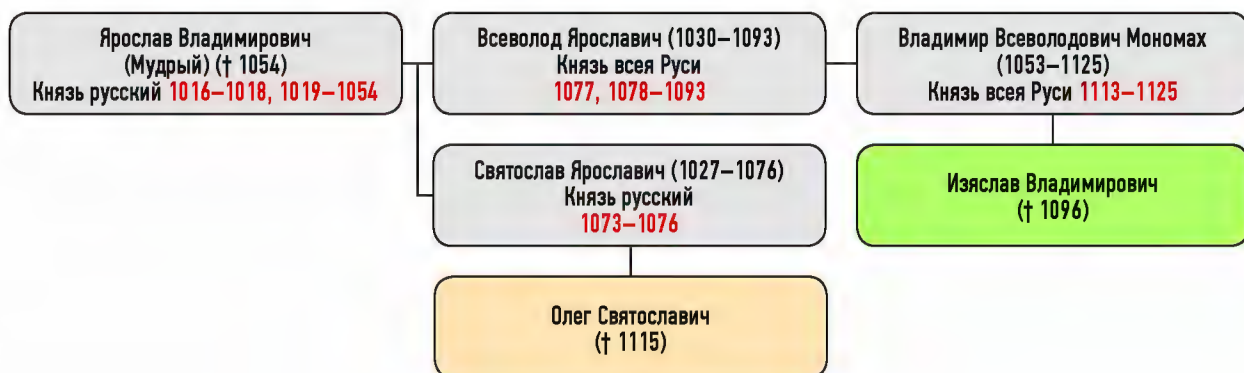 Ярослав Владимирович
(Мудрый) († 1054)
Князь русский 1016–1018, 1019–1054
Всеволод Ярославич (1030–1093)
Князь всея Руси
1077, 1078–1093
Владимир Всеволодович Мономах
(1053–1125)
Князь всея Руси 1113–1125
Святослав Ярославич (1027–1076)
Князь русский
1073–1076
Изяслав Владимирович
(† 1096)
Олег Святославич
(† 1115)